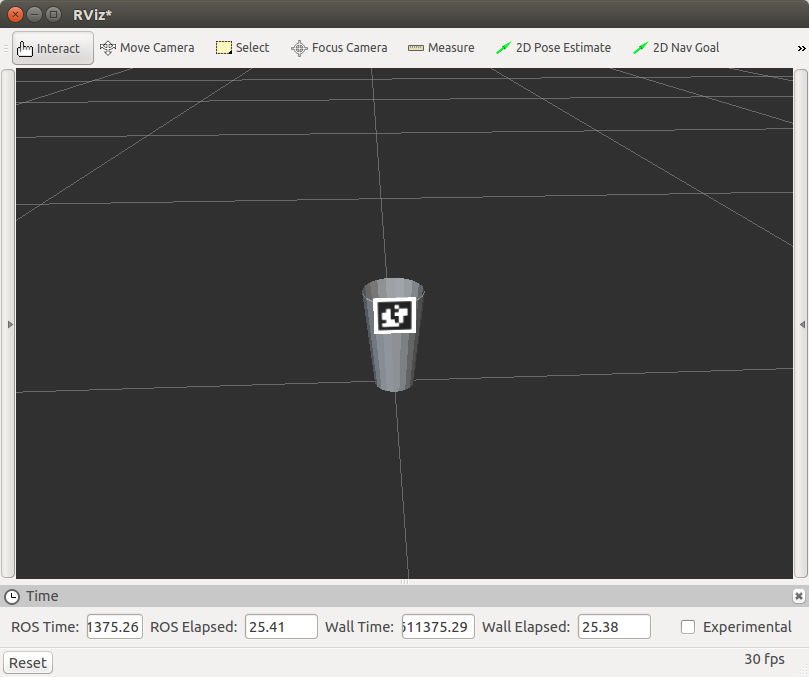 RViz*
Interact Move Camera Select Focus Camera Measure 2D Pose Estimate 2D Nav Goal »
Time
ROS Time: 1375.26 ROS Elapsed: 25.41 Wall Time: 511375.29 Wall Elapsed: 25.38 Experimental
Reset 30 fps